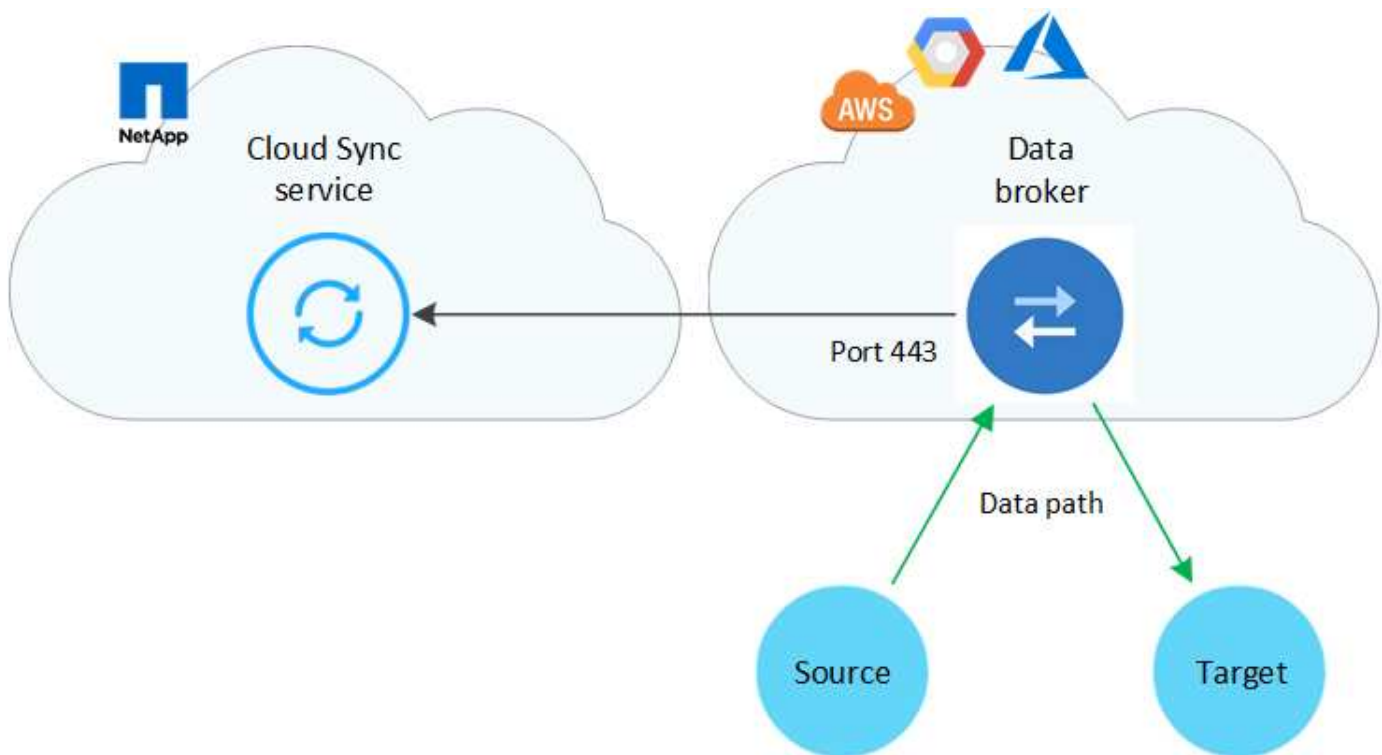 NetApp
Cloud Sync
service
AWS
Data
broker
Port 443
Data path
Source
Target